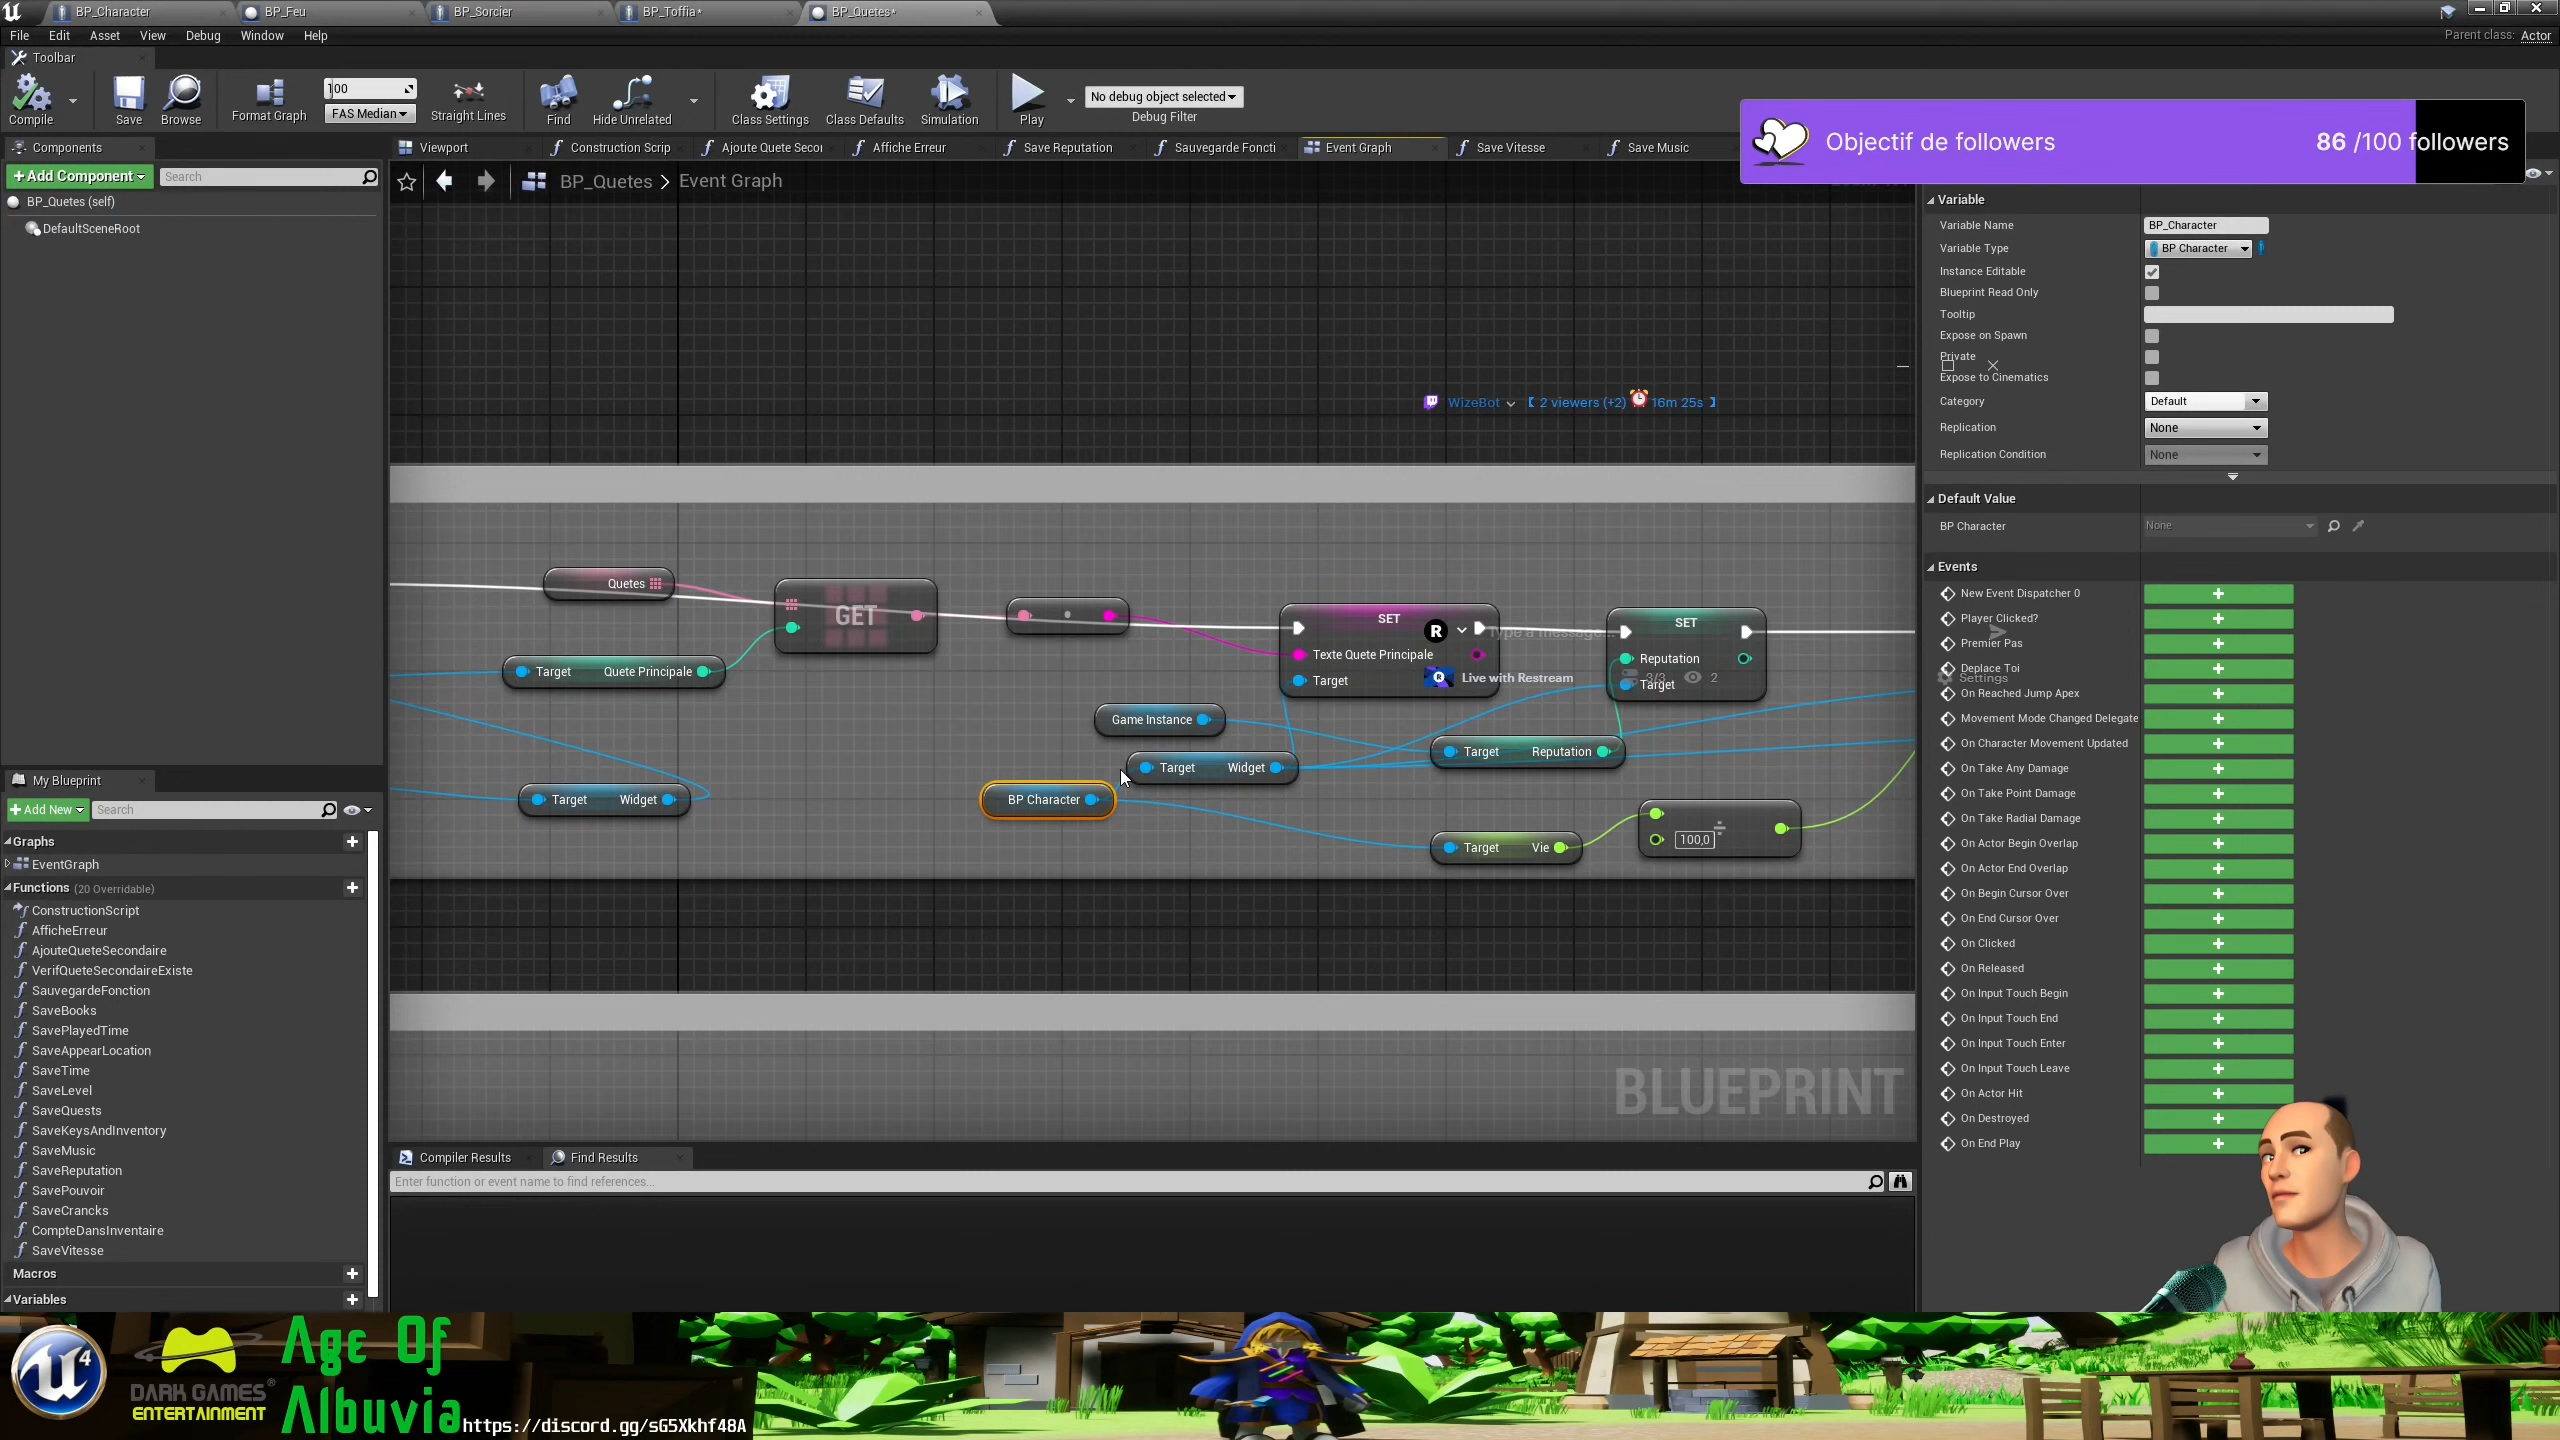 BP_Character
BP_Feu
BP_Sorcier
BP_Toffia*
BP_Quetes*
File Edit Asset View Debug Window Help
Parent class: Actor
Toolbar
Compile
Save
Browse
Format Graph
100
FAS Median
Straight Lines
Find
Hide Unrelated
Class Settings
Class Defaults
Simulation
Play
No debug object selected
Debug Filter
Objectif de followers
86 /100 followers
Components
+Add Component
Search
BP_Quetes (self)
DefaultSceneRoot
Viewport
Construction Scrip
Ajoute Quete Secon
Affiche Erreur
Save Reputation
Sauvegarde Foncti
Event Graph
Save Vitesse
Save Music
BP_Quetes > Event Graph
WizeBot
2 viewers (+2)
16m 25s
Quetes
GET
Target Quete Principale
Target Widget
SET
Texte Quete Principale
Target
R
Type a message...
Live with Restream
SET
Reputation
Target
3/3
2
Game Instance
Target Widget
BP Character
Target Reputation
Target Vie
100,0
BLUEPRINT
My Blueprint
+Add New
Search
Graphs
EventGraph
Functions (20 Overridable)
ConstructionScript
AfficheErreur
AjouteQueteSecondaire
VerifQueteSecondaireExiste
SauvegardeFonction
SaveBooks
SavePlayedTime
SaveAppearLocation
SaveTime
SaveLevel
SaveQuests
SaveKeysAndInventory
SaveMusic
SaveReputation
SavePouvoir
SaveCrancks
CompteDansInventaire
SaveVitesse
Macros
Variables
Compiler Results
Find Results
Enter function or event name to find references...
Variable
Variable Name
BP_Character
Variable Type
BP Character
Instance Editable
Blueprint Read Only
Tooltip
Expose on Spawn
Private
Expose to Cinematics
Category
Default
Replication
None
Replication Condition
None
Default Value
BP Character
None
Events
New Event Dispatcher 0
Player Clicked?
Premier Pas
Deplace Toi
Settings
On Reached Jump Apex
Movement Mode Changed Delegate
On Character Movement Updated
On Take Any Damage
On Take Point Damage
On Take Radial Damage
On Actor Begin Overlap
On Actor End Overlap
On Begin Cursor Over
On End Cursor Over
On Clicked
On Released
On Input Touch Begin
On Input Touch End
On Input Touch Enter
On Input Touch Leave
On Actor Hit
On Destroyed
On End Play
4
DARK GAMES®
ENTERTAINMENT
Age Of
Albuvia
https://discord.gg/sG5Xkhf48A